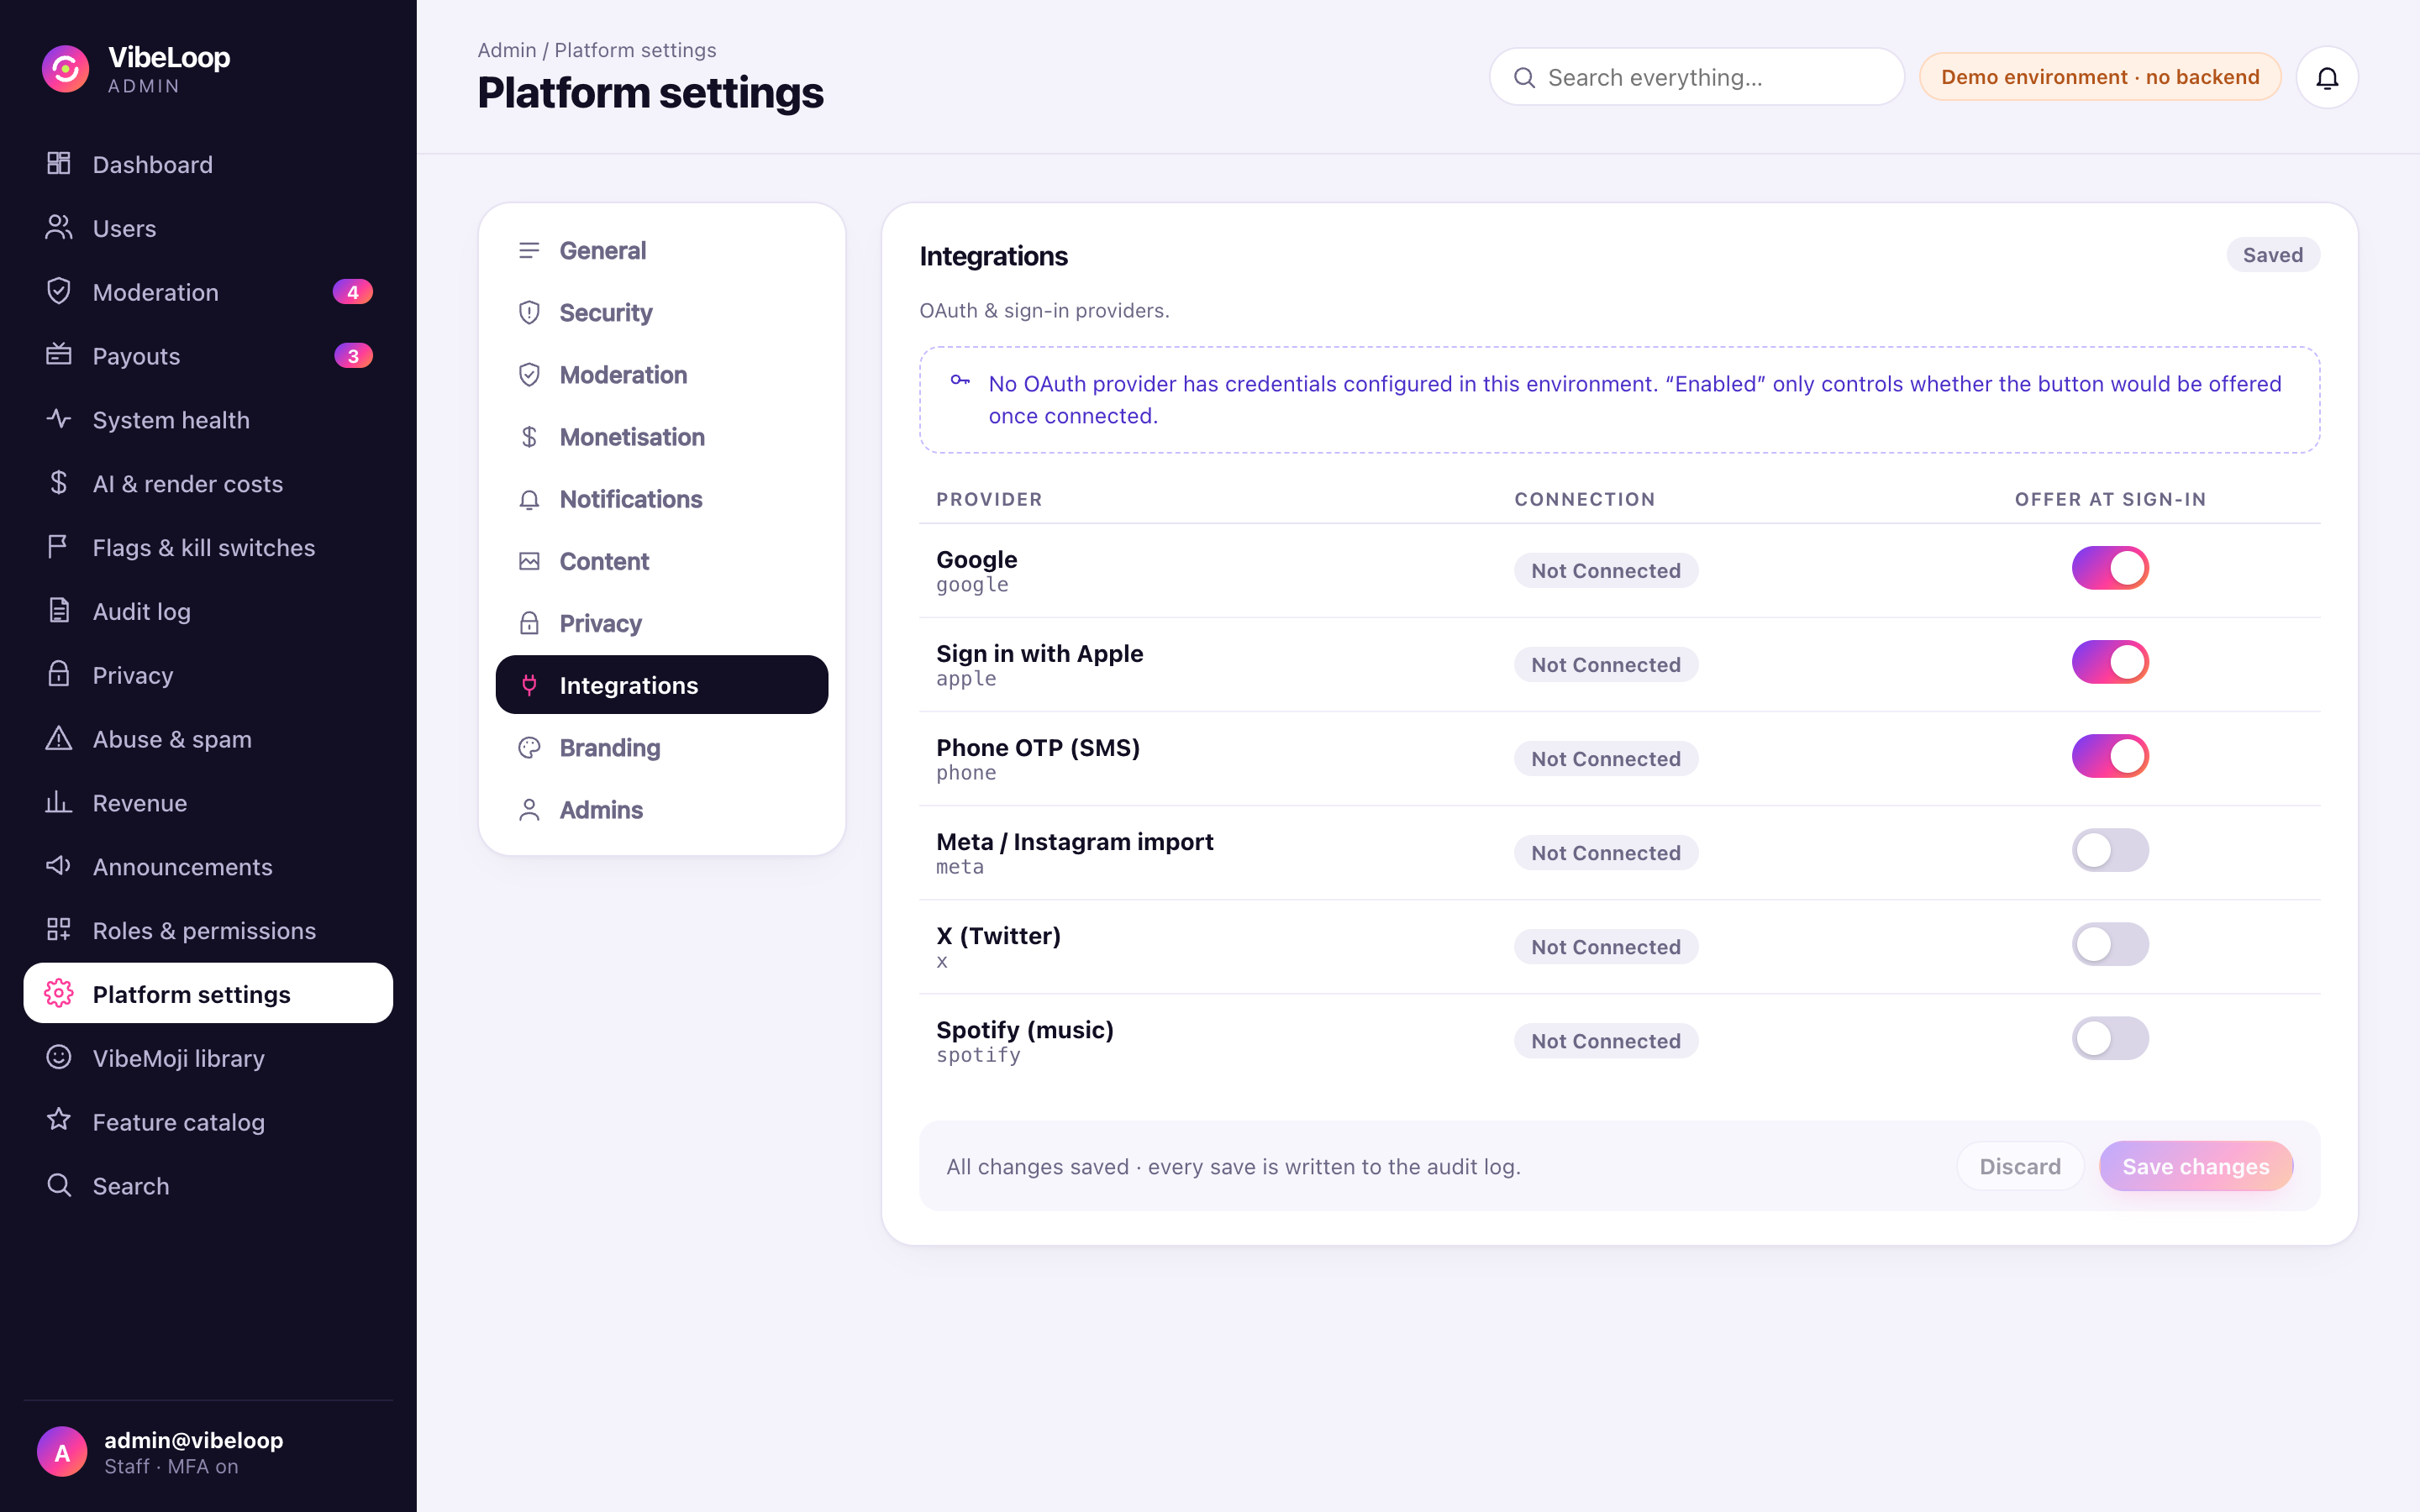 VibeLoop
ADMIN
Dashboard
Users
Moderation 4
Payouts 3
System health
AI & render costs
Flags & kill switches
Audit log
Privacy
Abuse & spam
Revenue
Announcements
Roles & permissions
Platform settings
VibeMoji library
Feature catalog
Search
A
admin@vibeloop
Staff · MFA on
Admin / Platform settings
Platform settings
Search everything...
Demo environment · no backend
General
Security
Moderation
Monetisation
Notifications
Content
Privacy
Integrations
Branding
Admins
Integrations
Saved
OAuth & sign-in providers.
No OAuth provider has credentials configured in this environment. “Enabled” only controls whether the button would be offered
once connected.
PROVIDER CONNECTION OFFER AT SIGN-IN
Google
google
Not Connected
Sign in with Apple
apple
Not Connected
Phone OTP (SMS)
phone
Not Connected
Meta / Instagram import
meta
Not Connected
X (Twitter)
x
Not Connected
Spotify (music)
spotify
Not Connected
All changes saved · every save is written to the audit log.
Discard
Save changes